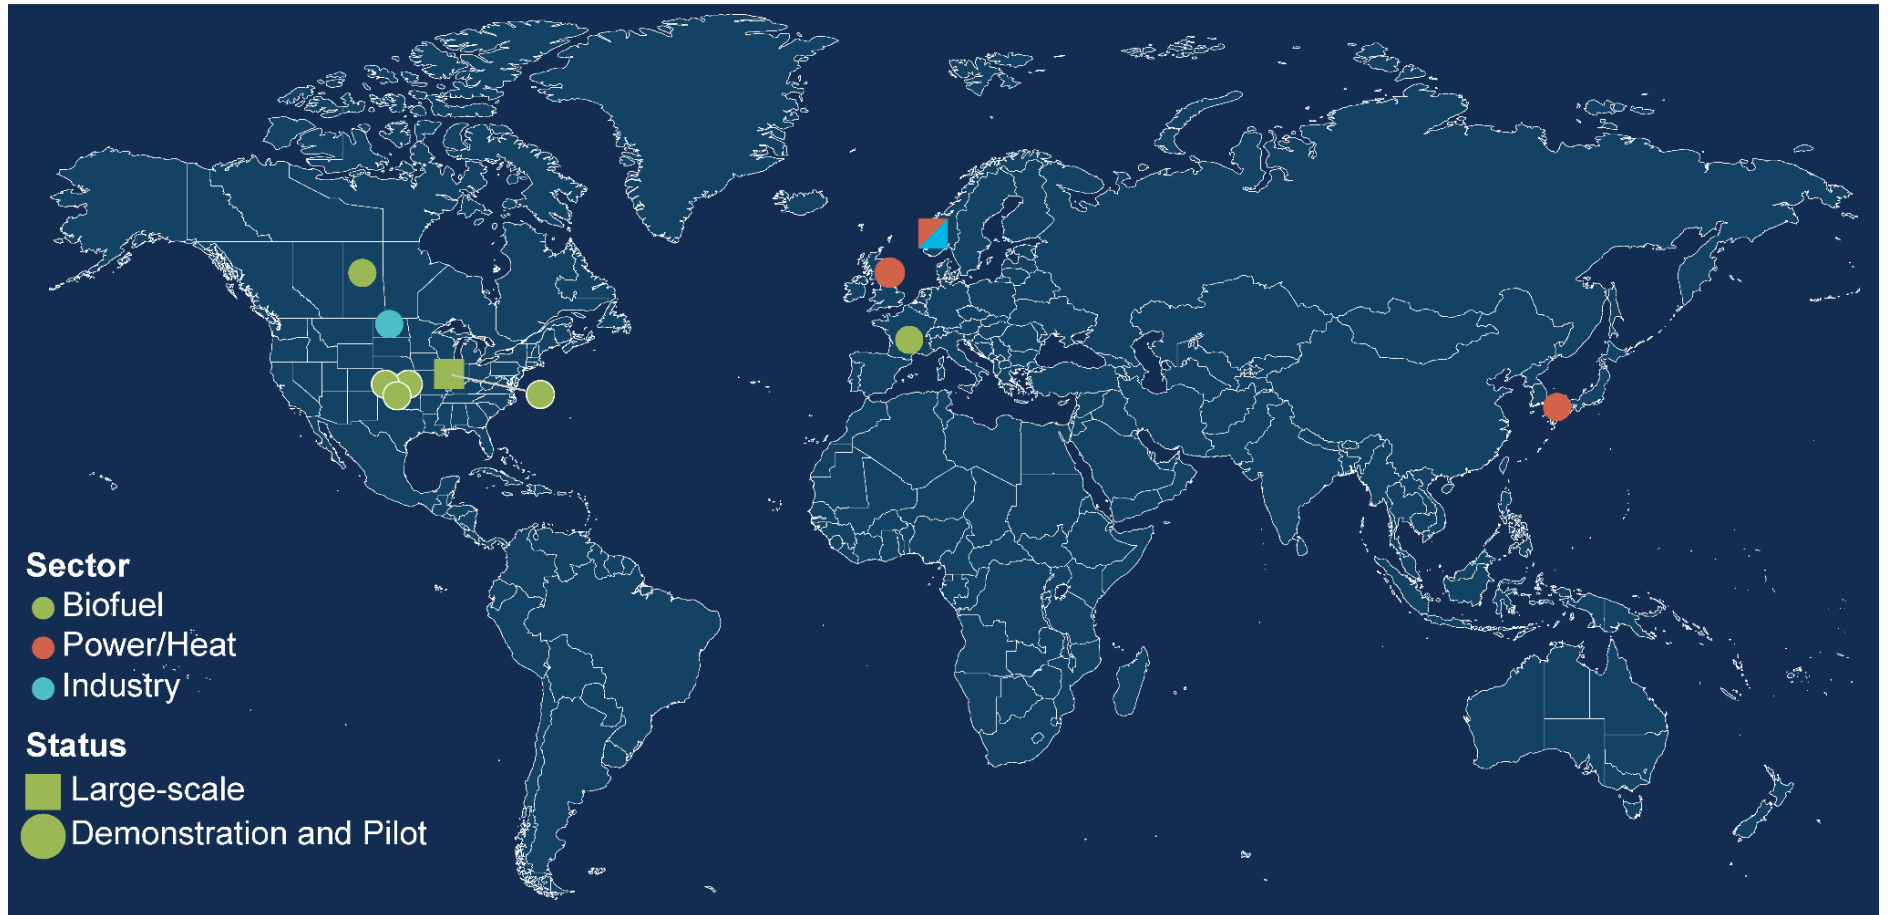 Sector
Biofuel
Power/Heat
Industry
Status
Large-scale
Demonstration and Pilot